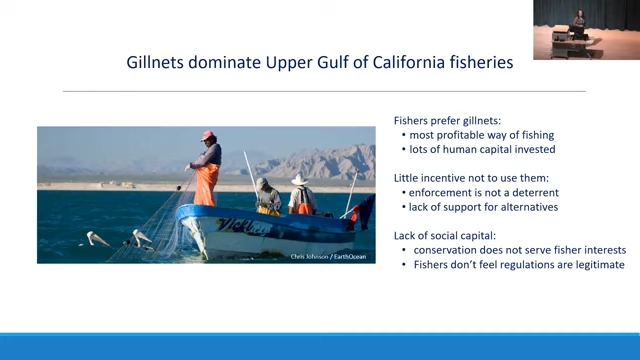 Gillnets dominate Upper Gulf of California fisheries
Fishers prefer gillnets:
• most profitable way of fishing
• lots of human capital invested
Little incentive not to use them:
• enforcement is not a deterrent
• lack of support for alternatives
Lack of social capital:
• conservation does not serve fisher interests
• Fishers don't feel regulations are legitimate
Chris Johnson / EarthOcean